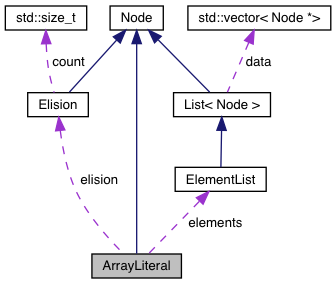 std::size_t
Node
std::vector< Node *>
count
data
Elision
List< Node >
elision
ElementList
elements
ArrayLiteral